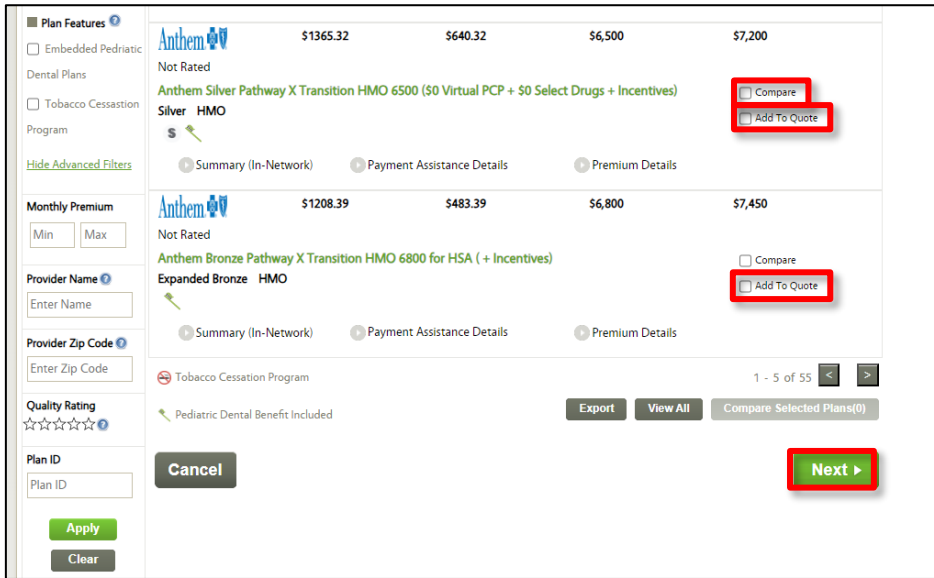 Plan Features ?
Embedded Pedriatic
Dental Plans
Tobacco Cessastion
Program
Hide Advanced Filters
Monthly Premium
Min Max
Provider Name ?
Enter Name
Provider Zip Code ?
Enter Zip Code
Quality Rating
?
Plan ID
Plan ID
Apply
Clear
Anthem $1365.32 $640.32 $6,500 $7,200
Not Rated
Anthem Silver Pathway X Transition HMO 6500 ($0 Virtual PCP + $0 Select Drugs + Incentives)
Compare
Silver HMO
Add To Quote
S
Summary (In-Network) Payment Assistance Details Premium Details
Anthem $1208.39 $483.39 $6,800 $7,450
Not Rated
Anthem Bronze Pathway X Transition HMO 6800 for HSA ( + Incentives)
Compare
Expanded Bronze HMO
Add To Quote
Summary (In-Network) Payment Assistance Details Premium Details
Tobacco Cessation Program
1 - 5 of 55 < >
Pediatric Dental Benefit Included
Export View All Compare Selected Plans(0)
Cancel Next